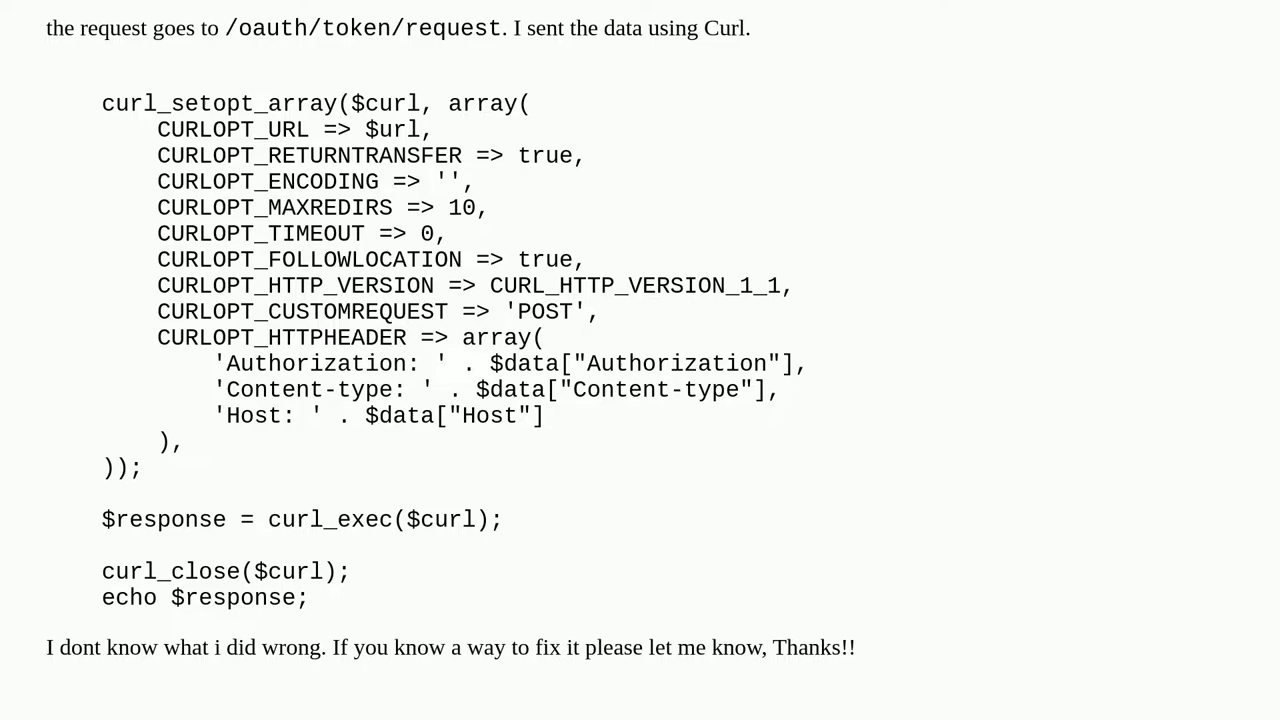 the request goes to /oauth/token/request. I sent the data using Curl.
curl_setopt_array($curl, array(
CURLOPT_URL => $url,
CURLOPT_RETURNTRANSFER => true,
CURLOPT_ENCODING => '',
CURLOPT_MAXREDIRS => 10,
CURLOPT_TIMEOUT => 0,
CURLOPT_FOLLOWLOCATION => true,
CURLOPT_HTTP_VERSION => CURL_HTTP_VERSION_1_1,
CURLOPT_CUSTOMREQUEST => 'POST',
CURLOPT_HTTPHEADER => array(
'Authorization: ' . $data["Authorization"],
'Content-type: ' . $data["Content-type"],
'Host: ' . $data["Host"]
),
));
$response = curl_exec($curl);
curl_close($curl);
echo $response;
I dont know what i did wrong. If you know a way to fix it please let me know, Thanks!!